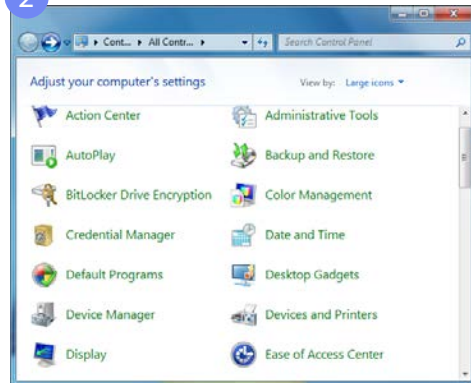 2
Cont... All Contr...
Search Control Panel
Adjust your computer's settings
View by: Large icons
Action Center
Administrative Tools
AutoPlay
Backup and Restore
BitLocker Drive Encryption
Color Management
Credential Manager
Date and Time
Default Programs
Desktop Gadgets
Device Manager
Devices and Printers
Display
Ease of Access Center